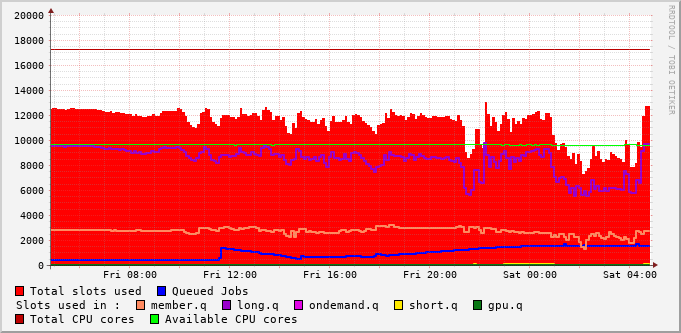 20000
18000
16000
14000
12000
10000
8000
6000
4000
2000
0
Fri 08:00 Fri 12:00 Fri 16:00 Fri 20:00 Sat 00:00 Sat 04:00
Total slots used Queued Jobs
Slots used in : member.q long.q ondemand.q short.q gpu.q
Total CPU cores Available CPU cores
RRDTOOL / TOBI OETIKER